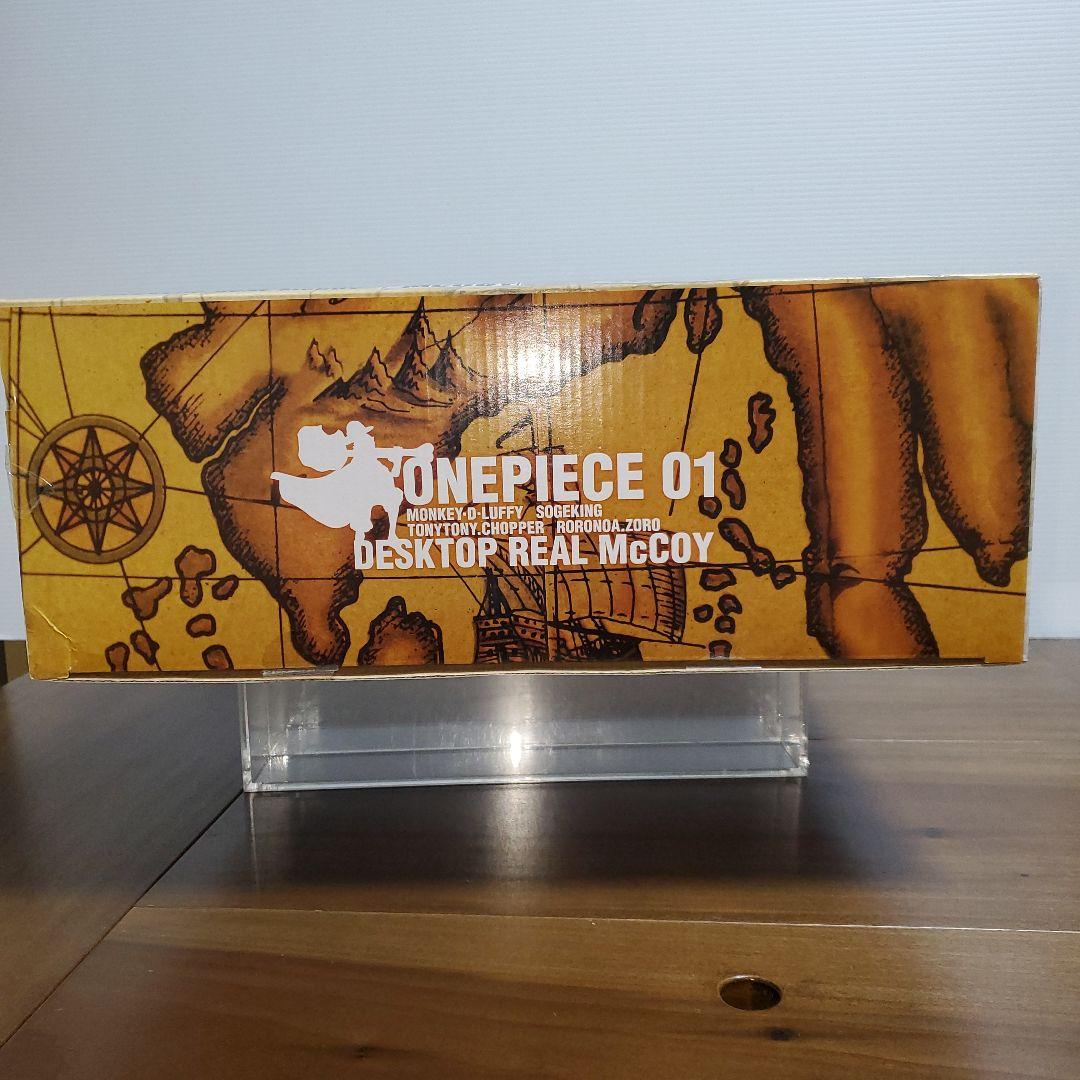 ONEPIECE 01
MONKEY·D·LUFFY SOGEKING
TONYTONY.CHOPPER RORONOA.ZORO
DESKTOP REAL McCOY